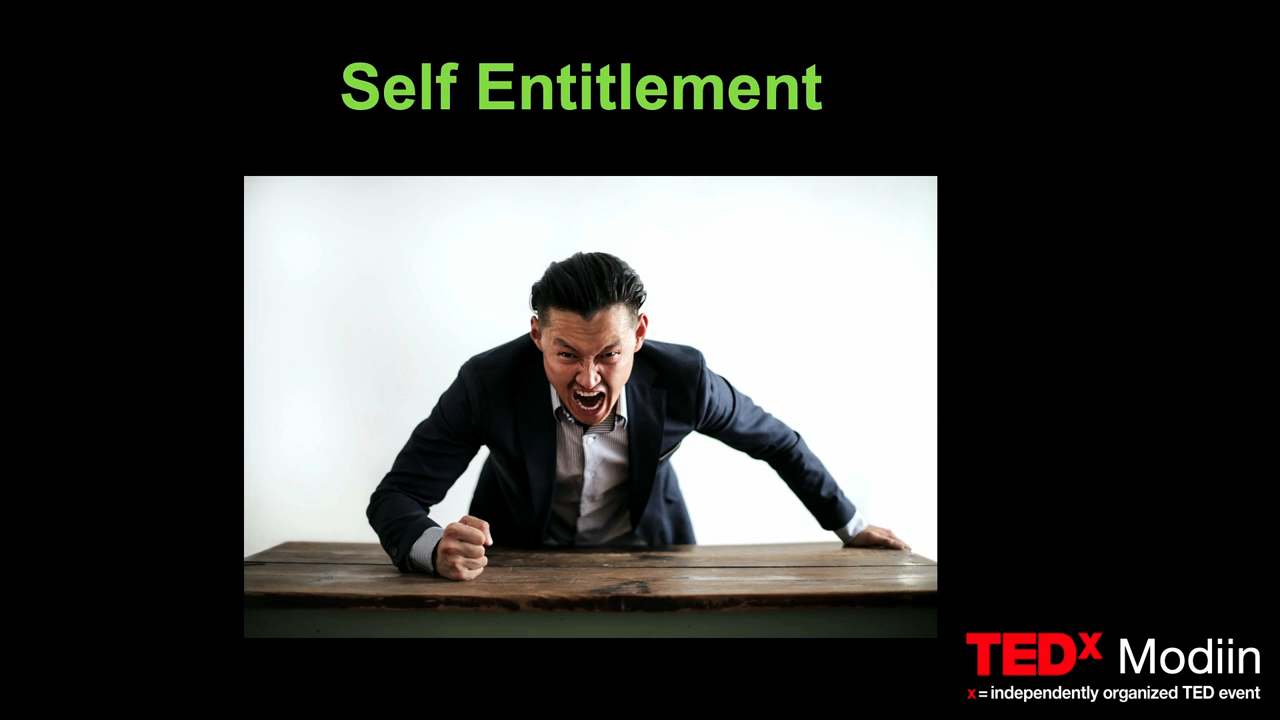 Self Entitlement
TEDx Modiin
x = independently organized TED event